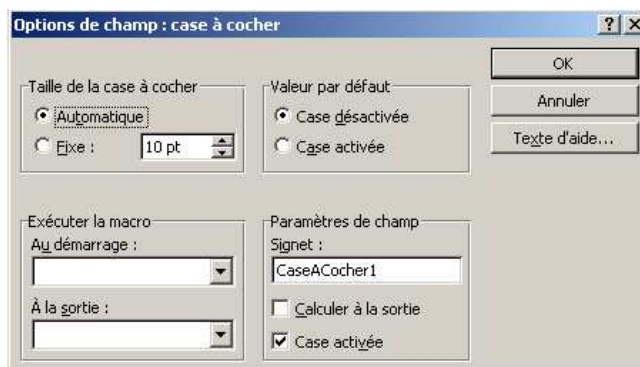 Options de champ : case à cocher
Taille de la case à cocher
Automatique
Fixe :
10 pt
Valeur par défaut
Case désactivée
Case activée
OK
Annuler
Texte d'aide...
Exécuter la macro
Au démarrage :
À la sortie :
Paramètres de champ
Signet :
CaseACocher1
Calculer à la sortie
Case activée